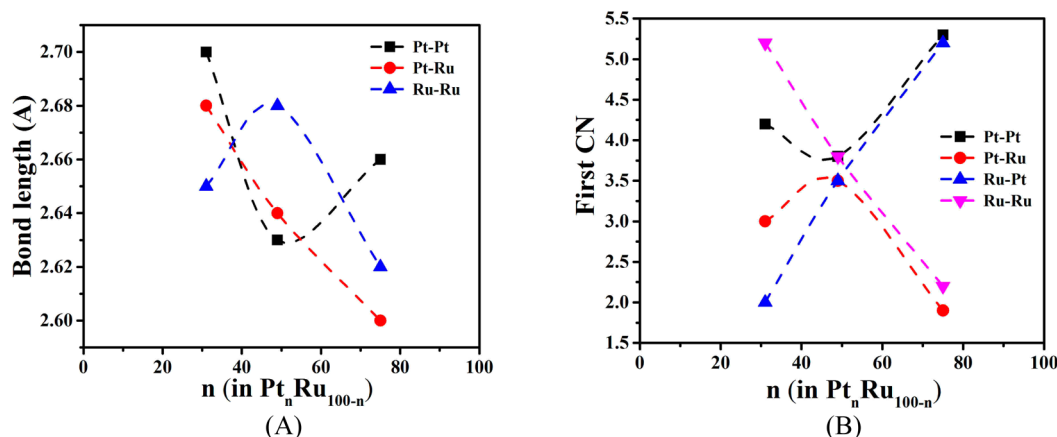 2.70
2.68
2.66
2.64
2.62
2.60
Bond length (A)
Pt-Pt
Pt-Ru
Ru-Ru
0 20 40 60 80 100
n (in PtnRu100-n)
(A)
5.5
5.0
4.5
4.0
3.5
3.0
2.5
2.0
1.5
First CN
Pt-Pt
Pt-Ru
Ru-Pt
Ru-Ru
0 20 40 60 80 100
n (in PtnRu100-n)
(B)